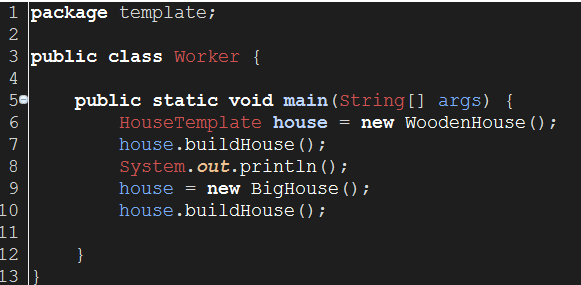 1 package template;
2
3 public class Worker {
4
5 public static void main(String[] args) {
6 HouseTemplate house = new WoodenHouse();
7 house.buildHouse();
8 System.out.println();
9 house = new BigHouse();
10 house.buildHouse();
11
12 }
13 }